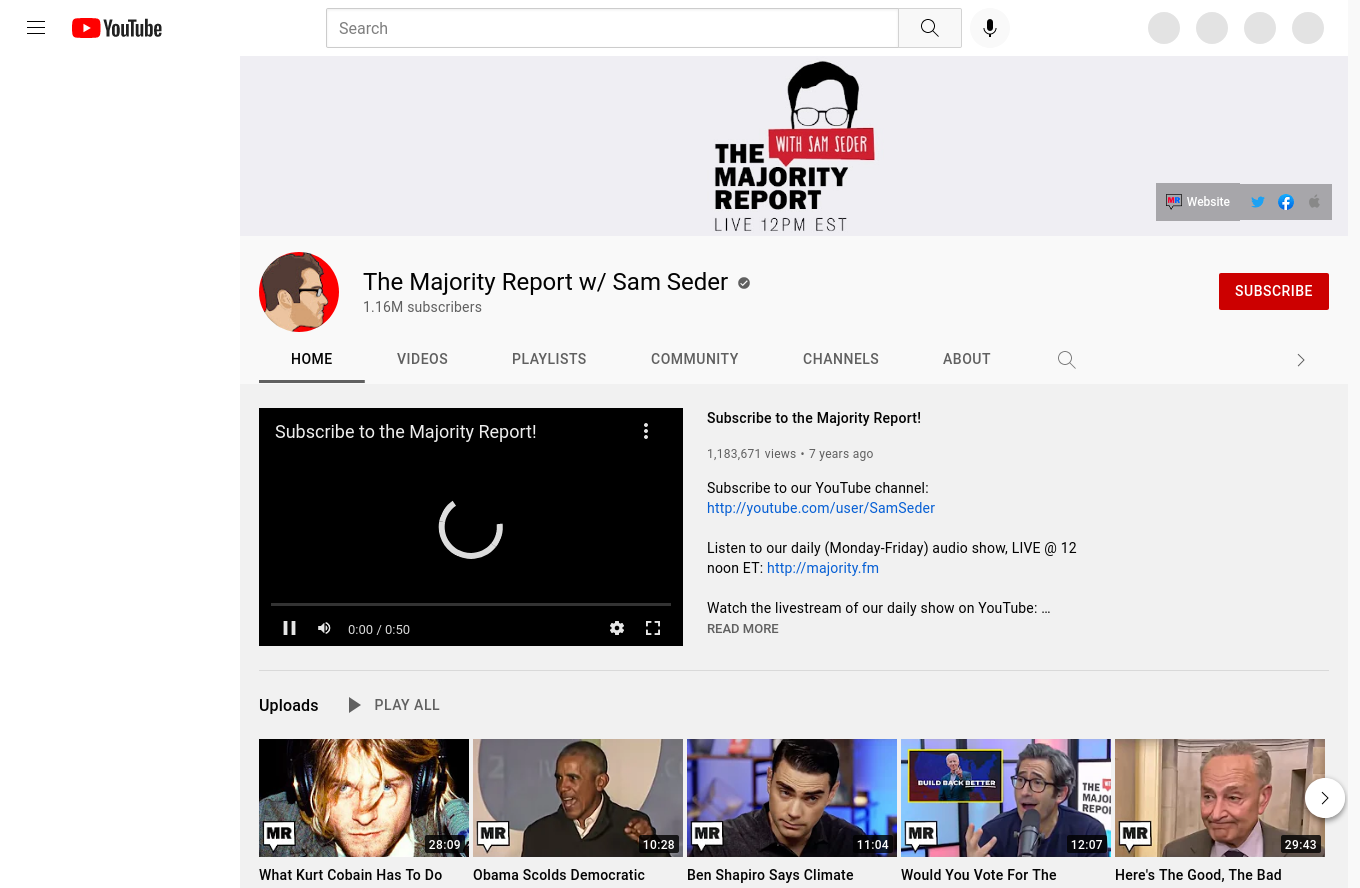 YouTube
Search
WITH SAM SEDER
THE
MAJORITY
REPORT
LIVE 12PM EST
MR Website
The Majority Report w/ Sam Seder
1.16M subscribers
SUBSCRIBE
HOME VIDEOS PLAYLISTS COMMUNITY CHANNELS ABOUT
Subscribe to the Majority Report!
0:00 / 0:50
Subscribe to the Majority Report!
1,183,671 views • 7 years ago
Subscribe to our YouTube channel:
http://youtube.com/user/SamSeder
Listen to our daily (Monday-Friday) audio show, LIVE @ 12
noon ET: http://majority.fm
Watch the livestream of our daily show on YouTube: ...
READ MORE
Uploads PLAY ALL
MR 28:09
MR 10:28
MR 11:04
BUILD BACK BETTER
THE
MAJOR
REPOR
MR 12:07
MR 29:43
What Kurt Cobain Has To Do
Obama Scolds Democratic
Ben Shapiro Says Climate
Would You Vote For The
Here's The Good, The Bad